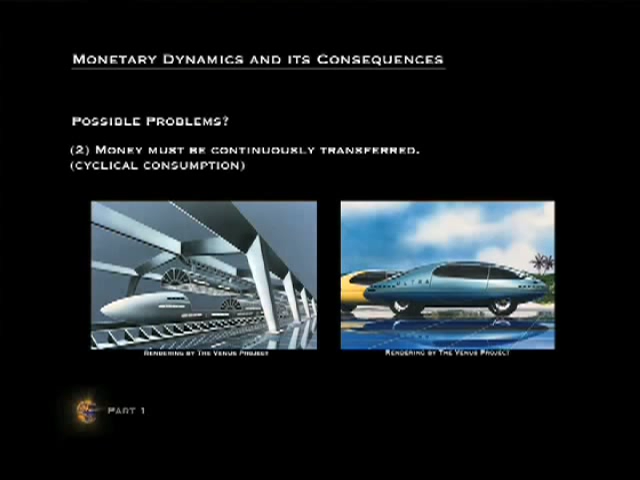 Monetary Dynamics and its Consequences
Possible Problems?
(2) Money must be continuously transferred.
(cyclical consumption)
Rendering by The Venus Project
Rendering by The Venus Project
Part 1